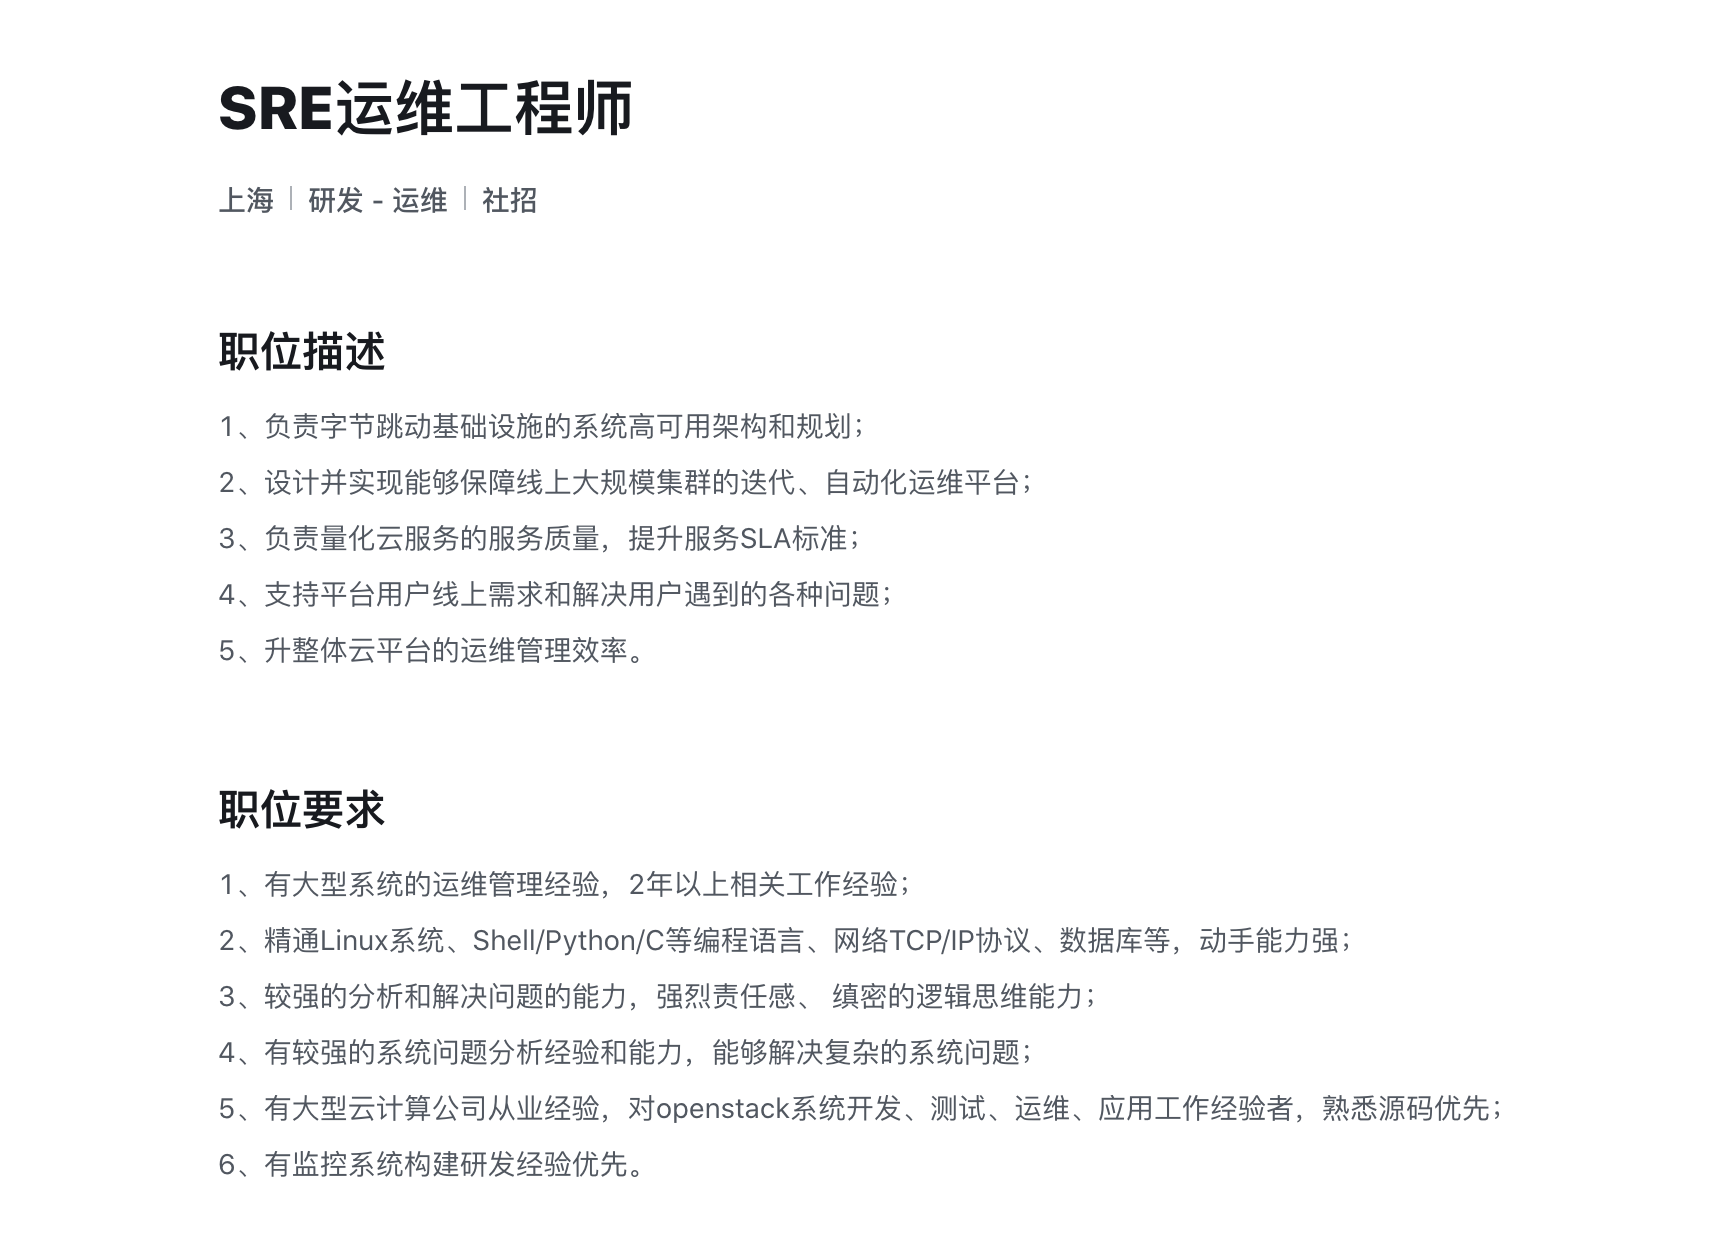 SRE运维工程师
上海 | 研发 - 运维 | 社招
职位描述
1、负责字节跳动基础设施的系统高可用架构和规划；
2、设计并实现能够保障线上大规模集群的迭代、自动化运维平台；
3、负责量化云服务的服务质量，提升服务SLA标准；
4、支持平台用户线上需求和解决用户遇到的各种问题；
5、升整体云平台的运维管理效率。
职位要求
1、有大型系统的运维管理经验，2年以上相关工作经验；
2、精通Linux系统、Shell/Python/C等编程语言、网络TCP/IP协议、数据库等，动手能力强；
3、较强的分析和解决问题的能力，强烈责任感、 缜密的逻辑思维能力；
4、有较强的系统问题分析经验和能力，能够解决复杂的系统问题；
5、有大型云计算公司从业经验，对openstack系统开发、测试、运维、应用工作经验者，熟悉源码优先；
6、有监控系统构建研发经验优先。